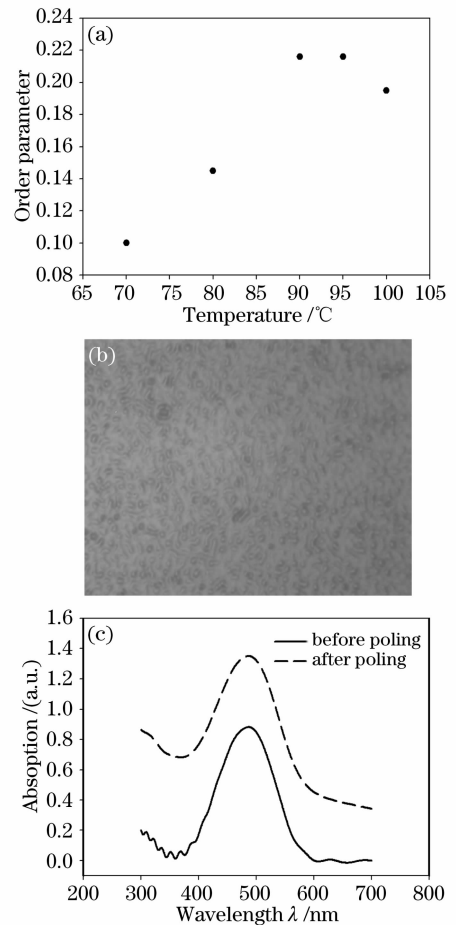 (a)
0.24
0.22
0.20
0.18
0.16
0.14
0.12
0.10
0.08
Order parameter
65 70 75 80 85 90 95 100 105
Temperature /℃
(b)
(c)
1.6
1.4
1.2
1.0
0.8
0.6
0.4
0.2
0.0
before poling
after poling
Absoption /(a.u.)
200 300 400 500 600 700 800
Wavelength λ /nm